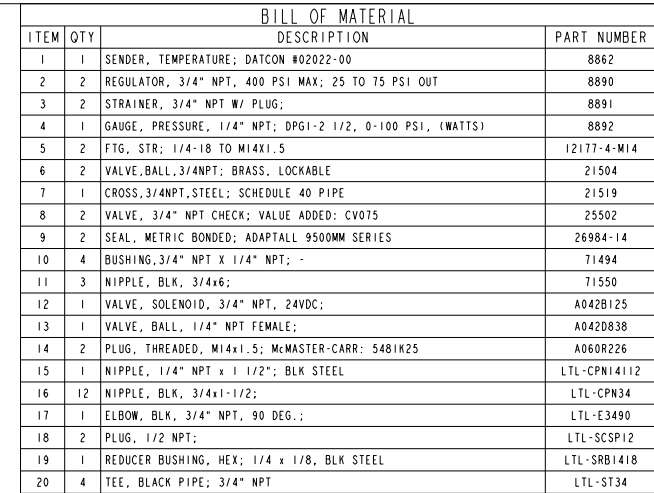 BILL OF MATERIAL
ITEM QTY DESCRIPTION PART NUMBER
1 1 SENDER, TEMPERATURE; DATCON #02022-00 8862
2 2 REGULATOR, 3/4" NPT, 400 PSI MAX; 25 TO 75 PSI OUT 8890
3 2 STRAINER, 3/4" NPT W/ PLUG; 8891
4 1 GAUGE, PRESSURE, 1/4" NPT; DPG1-2 1/2, 0-100 PSI, (WATTS) 8892
5 2 FTG, STR; 1/4-18 TO M14X1.5 12177-4-M14
6 2 VALVE,BALL,3/4NPT; BRASS, LOCKABLE 21504
7 1 CROSS,3/4NPT,STEEL; SCHEDULE 40 PIPE 21519
8 2 VALVE, 3/4" NPT CHECK; VALUE ADDED: CV075 25502
9 2 SEAL, METRIC BONDED; ADAPTALL 9500MM SERIES 26984-14
10 4 BUSHING,3/4" NPT X 1/4" NPT; - 71494
11 3 NIPPLE, BLK, 3/4x6; 71550
12 1 VALVE, SOLENOID, 3/4" NPT, 24VDC; A042B125
13 1 VALVE, BALL, 1/4" NPT FEMALE; A042D838
14 2 PLUG, THREADED, M14x1.5; McMASTER-CARR: 5481K25 A060R226
15 1 NIPPLE, 1/4" NPT x 1 1/2"; BLK STEEL LTL-CPN14112
16 12 NIPPLE, BLK, 3/4x1-1/2; LTL-CPN34
17 1 ELBOW, BLK, 3/4" NPT, 90 DEG.; LTL-E3490
18 2 PLUG, 1/2 NPT; LTL-SCSP12
19 1 REDUCER BUSHING, HEX; 1/4 x 1/8, BLK STEEL LTL-SRB1418
20 4 TEE, BLACK PIPE; 3/4" NPT LTL-ST34